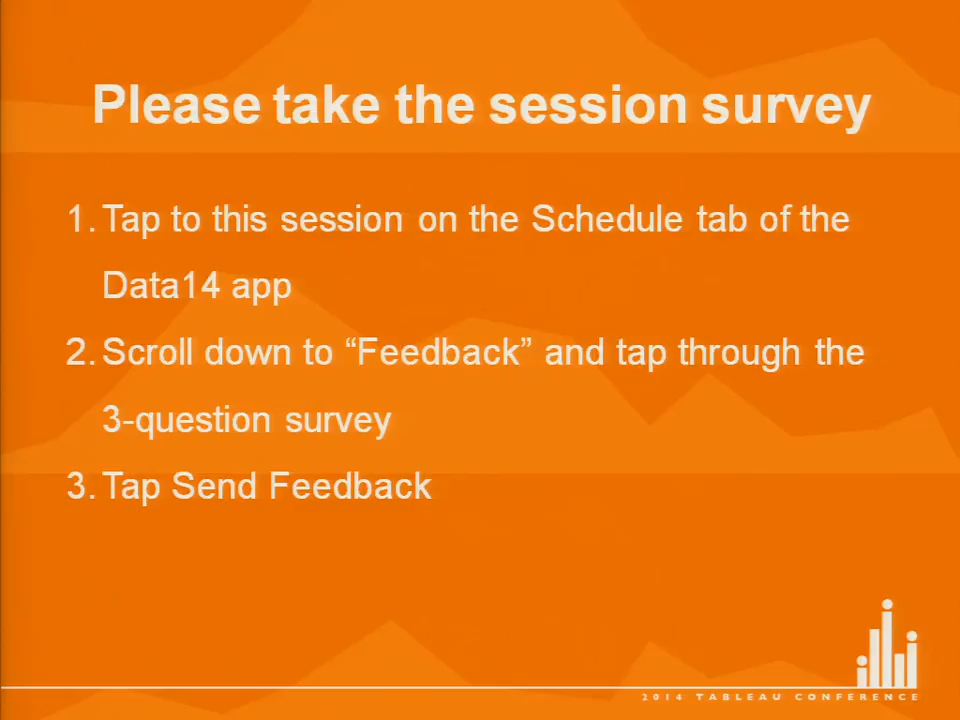 Please take the session survey
1. Tap to this session on the Schedule tab of the
Data14 app
2. Scroll down to “Feedback” and tap through the
3-question survey
3. Tap Send Feedback
2014 TABLEAU CONFERENCE